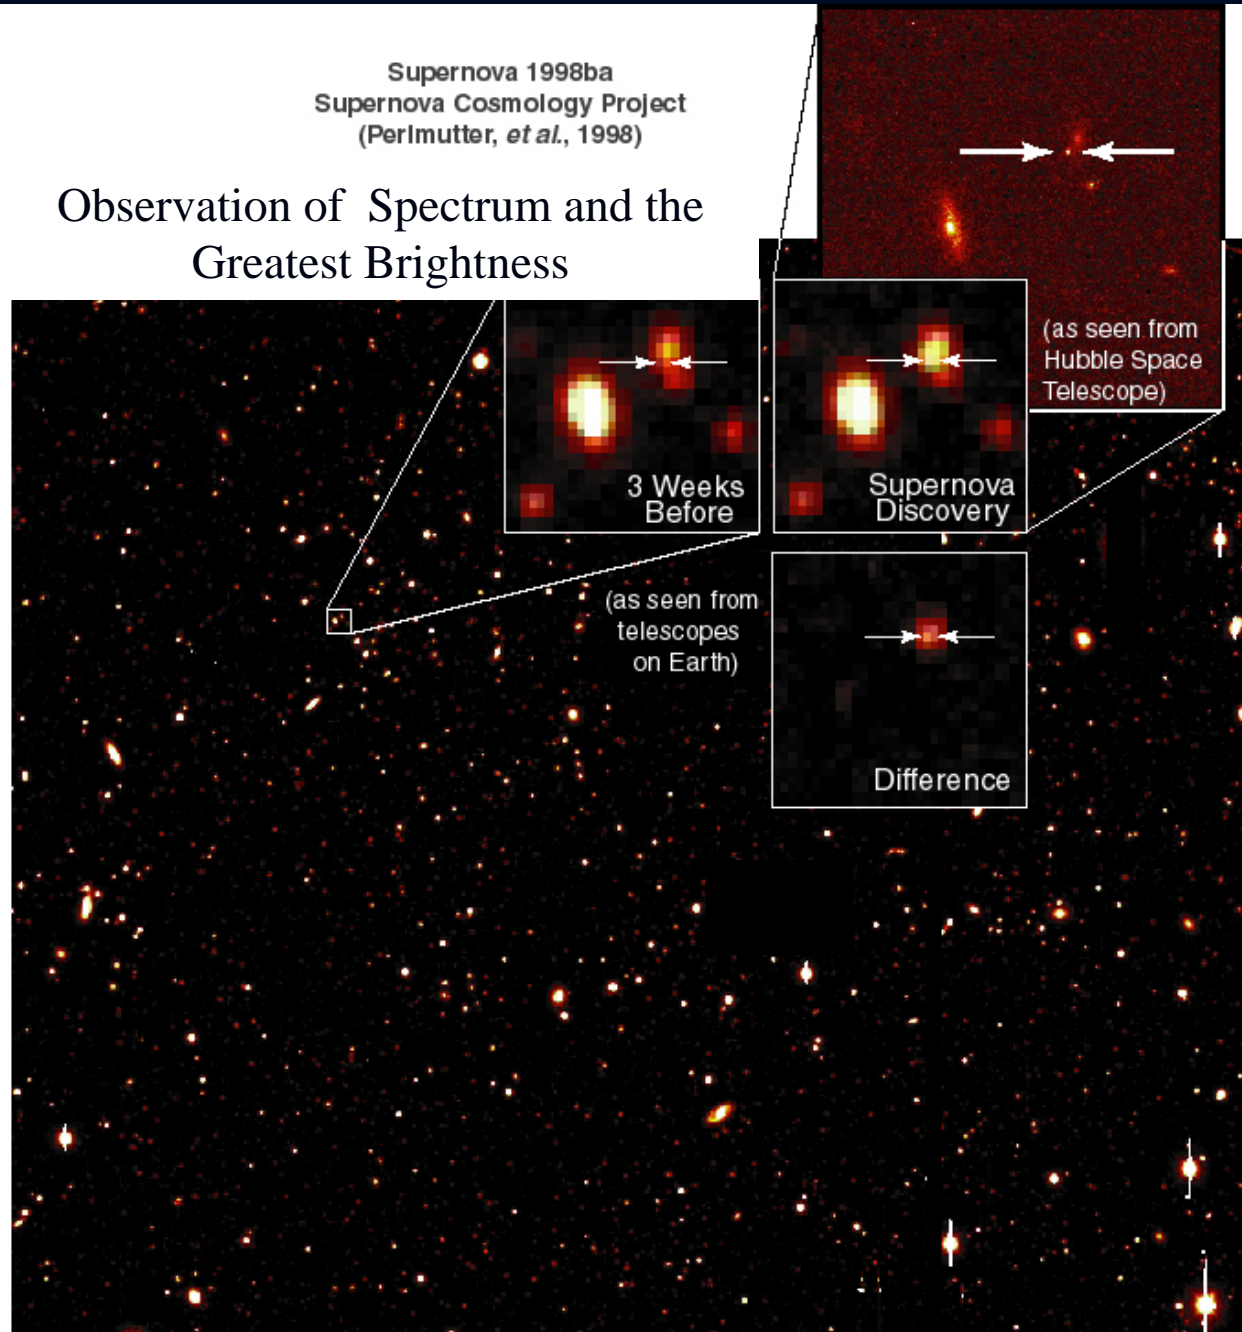 Supernova 1998ba
Supernova Cosmology Project
(Perlmutter, et al., 1998)
Observation of  Spectrum and the
Greatest Brightness
(as seen from
Hubble Space
Telescope)
3 Weeks
Before
Supernova
Discovery
(as seen from
telescopes
on Earth)
Difference